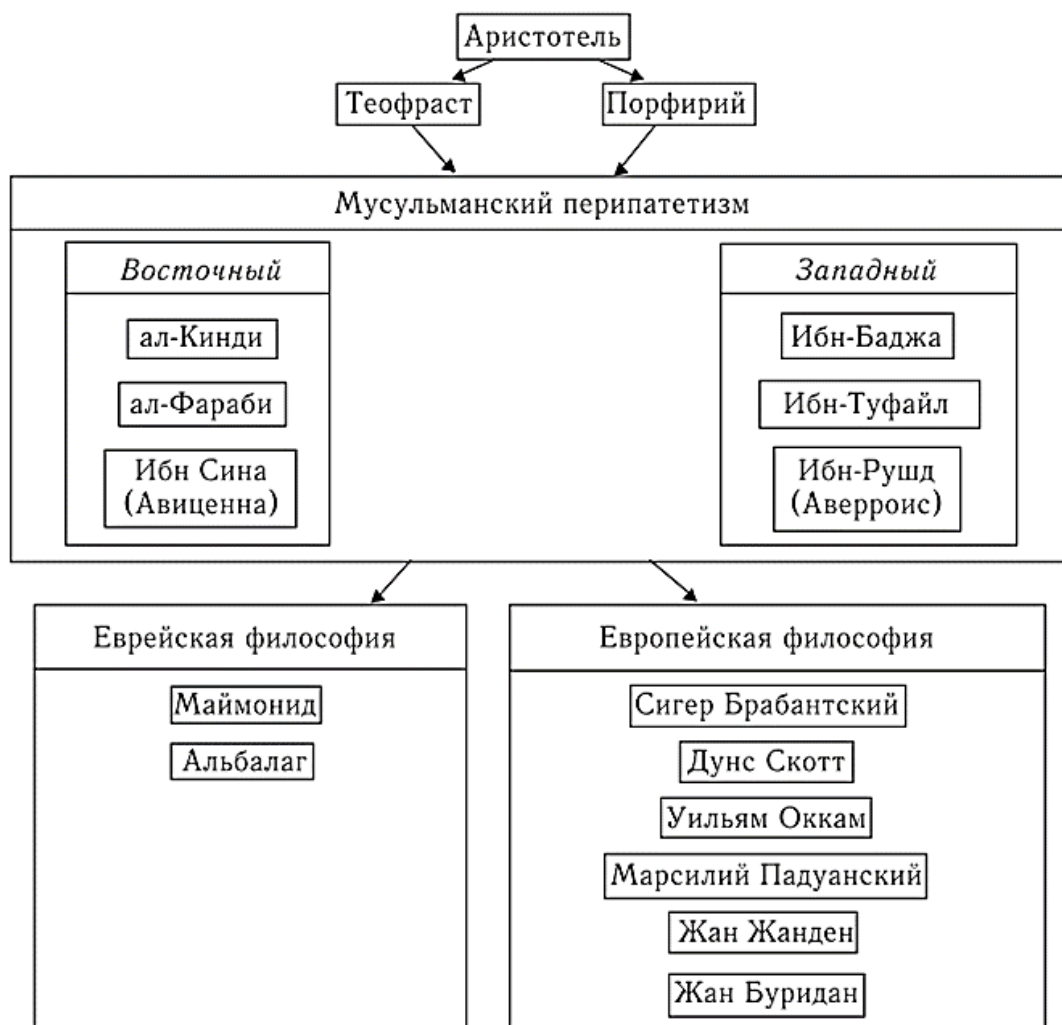 Аристотель
Теофраст
Порфирий
Мусульманский перипатетизм
Восточный
ал-Кинди
ал-Фараби
Ибн Сина
(Авиценна)
Западный
Ибн-Баджа
Ибн-Туфайл
Ибн-Рушд
(Аверроис)
Еврейская философия
Маймонид
Альбалаг
Европейская философия
Сигер Брабантский
Дунс Скотт
Уильям Оккам
Марсилий Падуанский
Жан Жанден
Жан Буридан